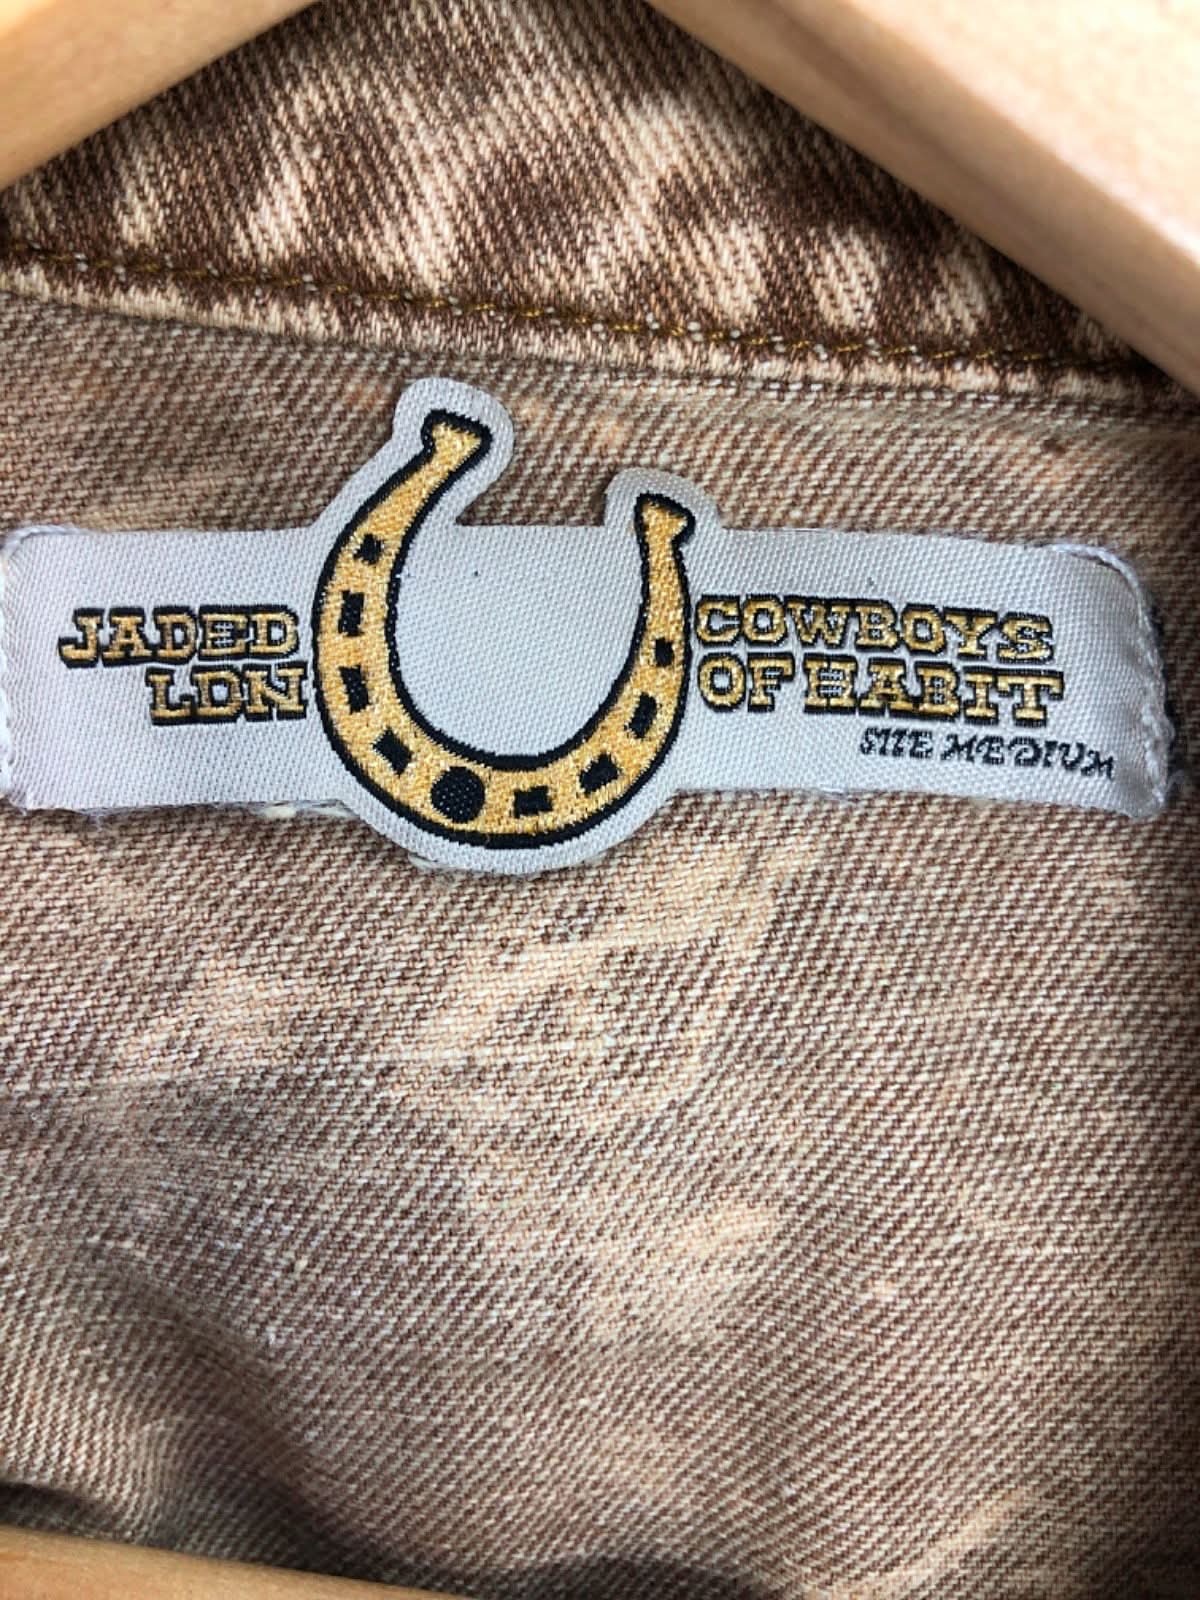 JADED
LDN
COWBOYS
OF HABIT
SIZE MEDIUM